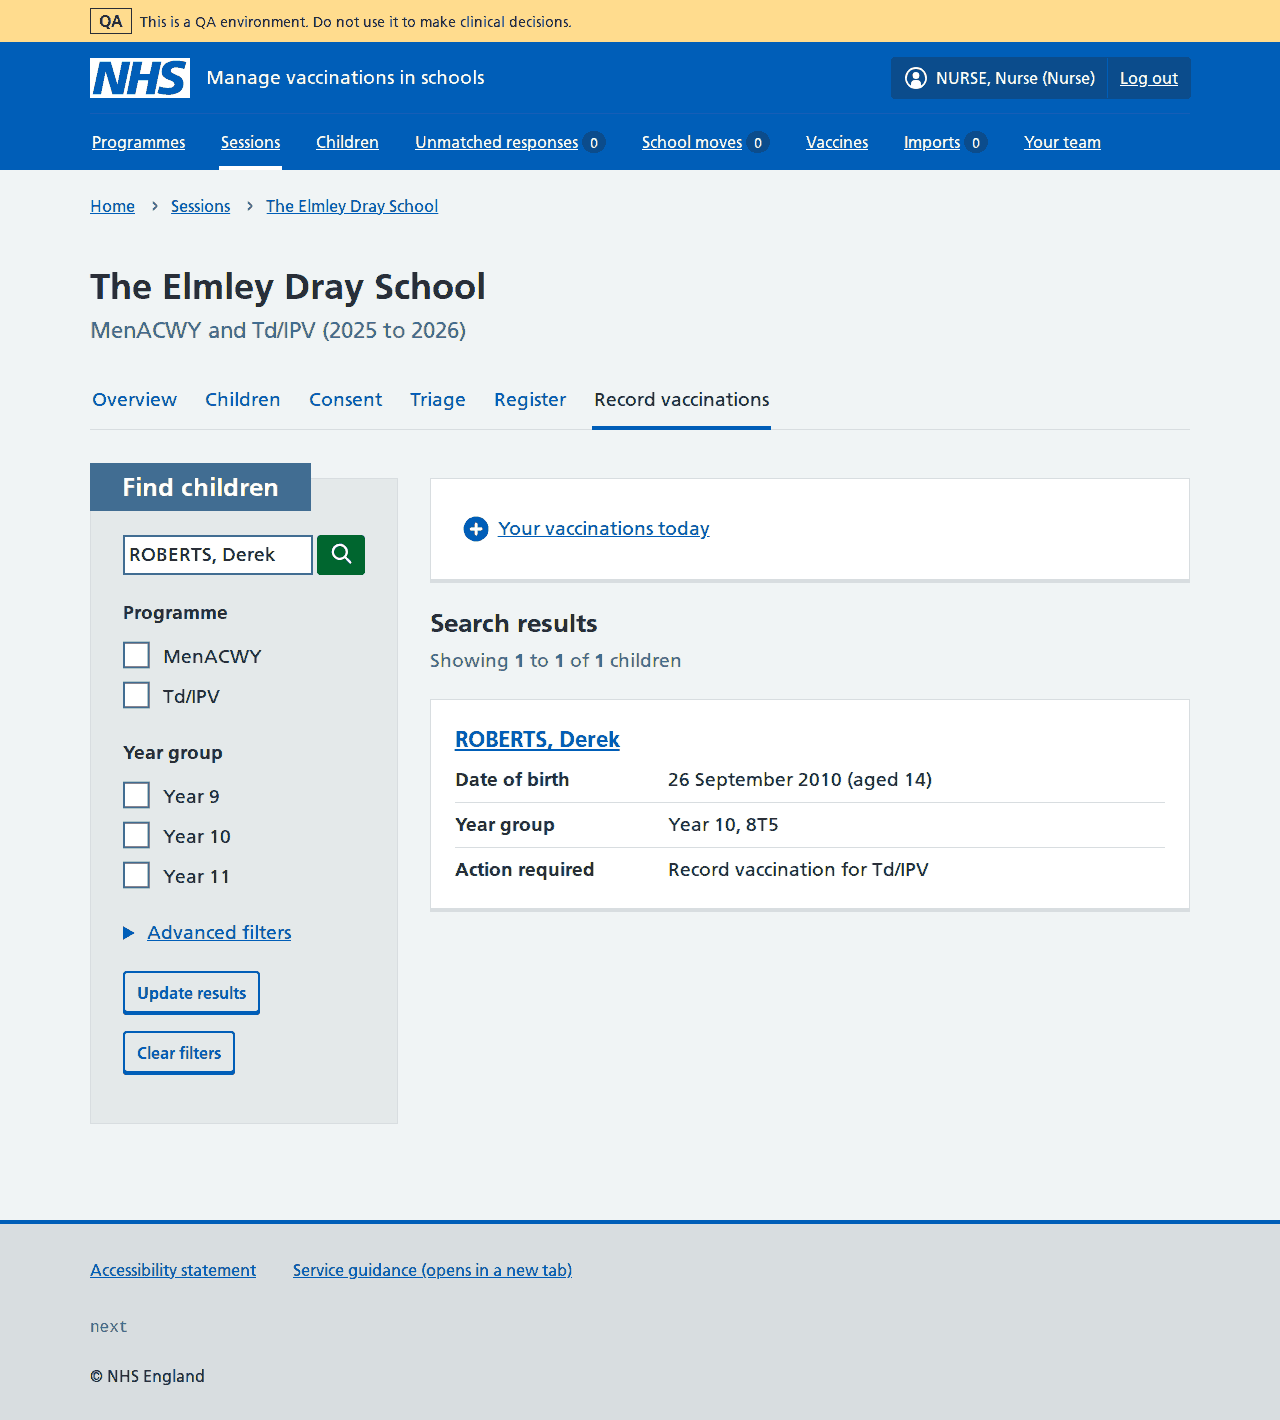 QA This is a QA environment. Do not use it to make clinical decisions.
NHS Manage vaccinations in schools NURSE, Nurse (Nurse) Log out
Programmes Sessions Children Unmatched responses 0 School moves 0 Vaccines Imports 0 Your team
Home Sessions The Elmley Dray School
The Elmley Dray School
MenACWY and Td/IPV (2025 to 2026)
Overview Children Consent Triage Register Record vaccinations
Find children
ROBERTS, Derek
Programme
MenACWY
Td/IPV
Year group
Year 9
Year 10
Year 11
Advanced filters
Update results
Clear filters
Your vaccinations today
Search results
Showing 1 to 1 of 1 children
ROBERTS, Derek
Date of birth 26 September 2010 (aged 14)
Year group Year 10, 8T5
Action required Record vaccination for Td/IPV
Accessibility statement Service guidance (opens in a new tab)
next
© NHS England